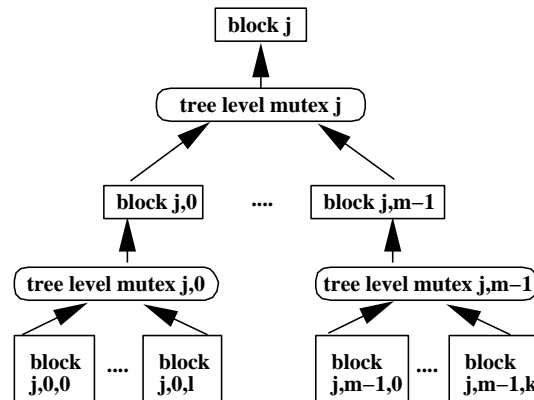 block j
tree level mutex j
block j,0
....
block j,m−1
tree level mutex j,0
tree level mutex j,m−1
block
j,0,0
....
block
j,0,l
block
j,m−1,0
....
block
j,m−1,k